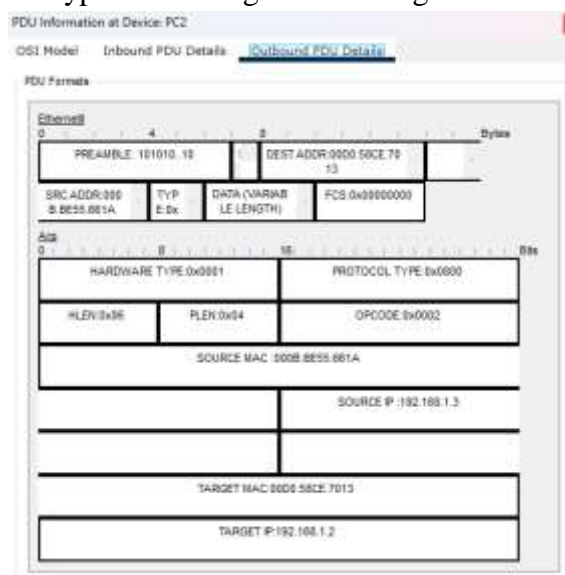 PDU Information at Device: PC2
OSI Model Inbound PDU Details Outbound PDU Details
PDU Formats
EthernetII
0 4 8 Bytes
PREAMBLE: 101010..10 DEST ADDR:00D0.58CE.70
13
SRC ADDR:000
B.BE55.661A
TYP
E:0x
DATA (VARIAB
LE LENGTH)
FCS:0x00000000
Arp
0 8 16 Bits
HARDWARE TYPE:0x0001 PROTOCOL TYPE:0x0800
HLEN:0x06 PLEN:0x04 OPCODE:0x0002
SOURCE MAC :000B.BE55.661A
SOURCE IP :192.168.1.3
TARGET MAC:00D0.58CE.7013
TARGET IP:192.168.1.2